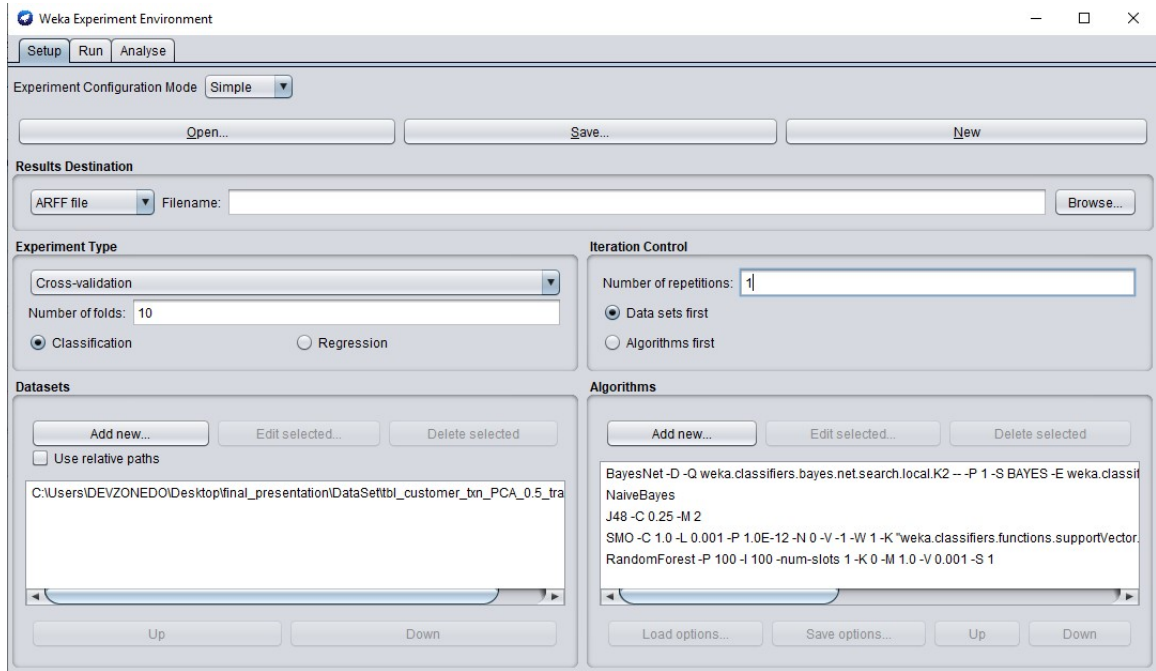 Weka Experiment Environment
Setup Run Analyse
Experiment Configuration Mode Simple
Open... Save... New
Results Destination
ARFF file Filename: Browse...
Experiment Type
Cross-validation
Number of folds: 10
Classification Regression
Iteration Control
Number of repetitions: 1
Data sets first
Algorithms first
Datasets
Add new... Edit selected... Delete selected
Use relative paths
C:\Users\DEVZONEDO\Desktop\final_presentation\DataSet\tbl_customer_txn_PCA_0.5_tra
Up Down
Algorithms
Add new... Edit selected... Delete selected
BayesNet -D -Q weka.classifiers.bayes.net.search.local.K2 -- -P 1 -S BAYES -E weka.classif
NaiveBayes
J48 -C 0.25 -M 2
SMO -C 1.0 -L 0.001 -P 1.0E-12 -N 0 -V -1 -W 1 -K "weka.classifiers.functions.supportVector.
RandomForest -P 100 -I 100 -num-slots 1 -K 0 -M 1.0 -V 0.001 -S 1
Load options... Save options... Up Down